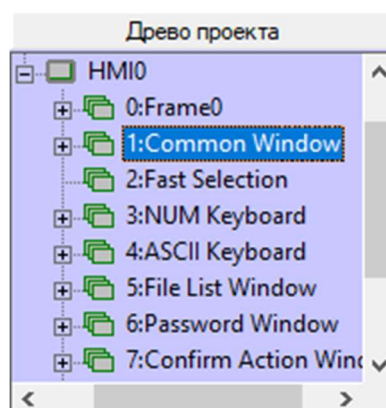 Древо проекта
HMI0
0:Frame0
1:Common Window
2:Fast Selection
3:NUM Keyboard
4:ASCII Keyboard
5:File List Window
6:Password Window
7:Confirm Action Win